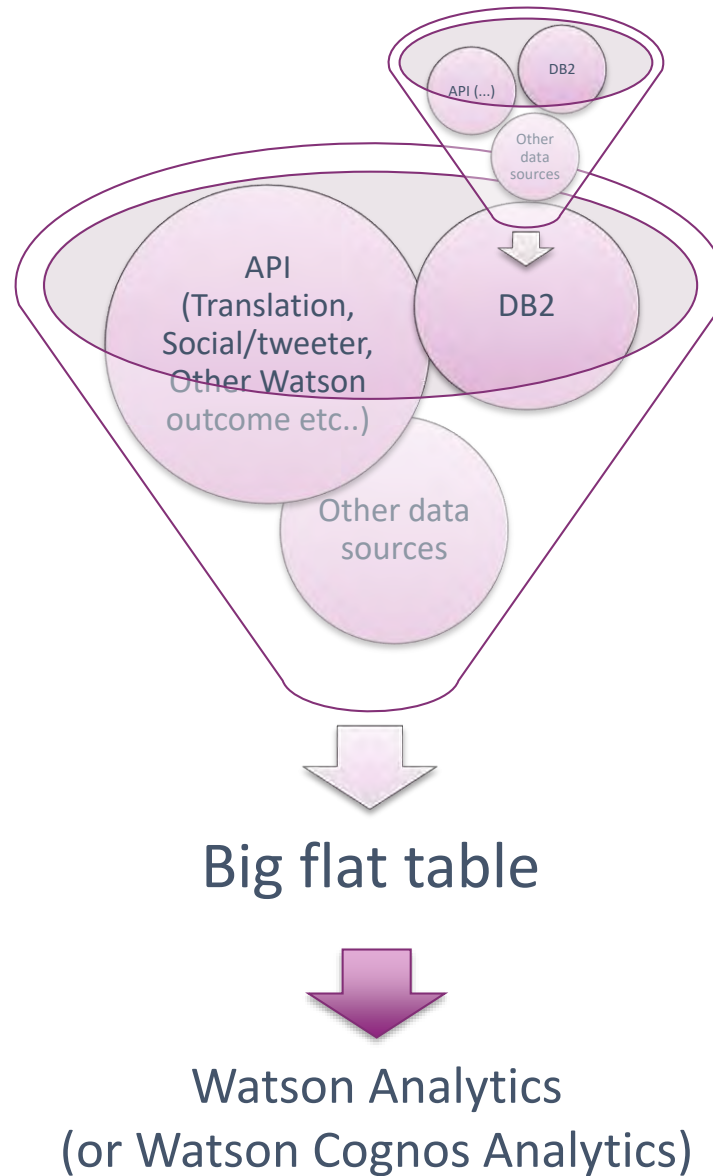 API (...)
DB2
Other
data
sources
API
(Translation,
Social/tweeter,
Other Watson
outcome etc..)
DB2
Other data
sources
Big flat table
Watson Analytics
(or Watson Cognos Analytics)